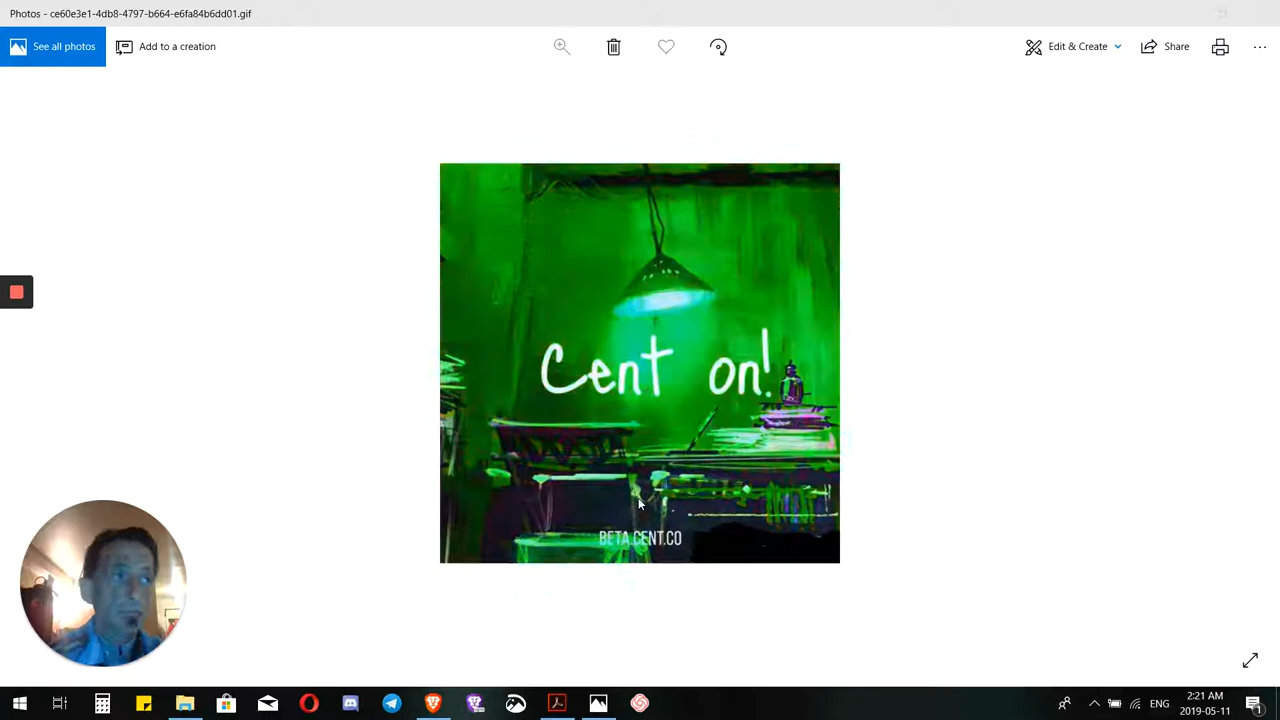 Photos - ce60e3e1-4db8-4797-b664-e6fa84b6dd01.gif
See all photos
Add to a creation
Edit & Create
Share
Cent on!
BETA.CENT.CO
ENG
2:21 AM
2019-05-11